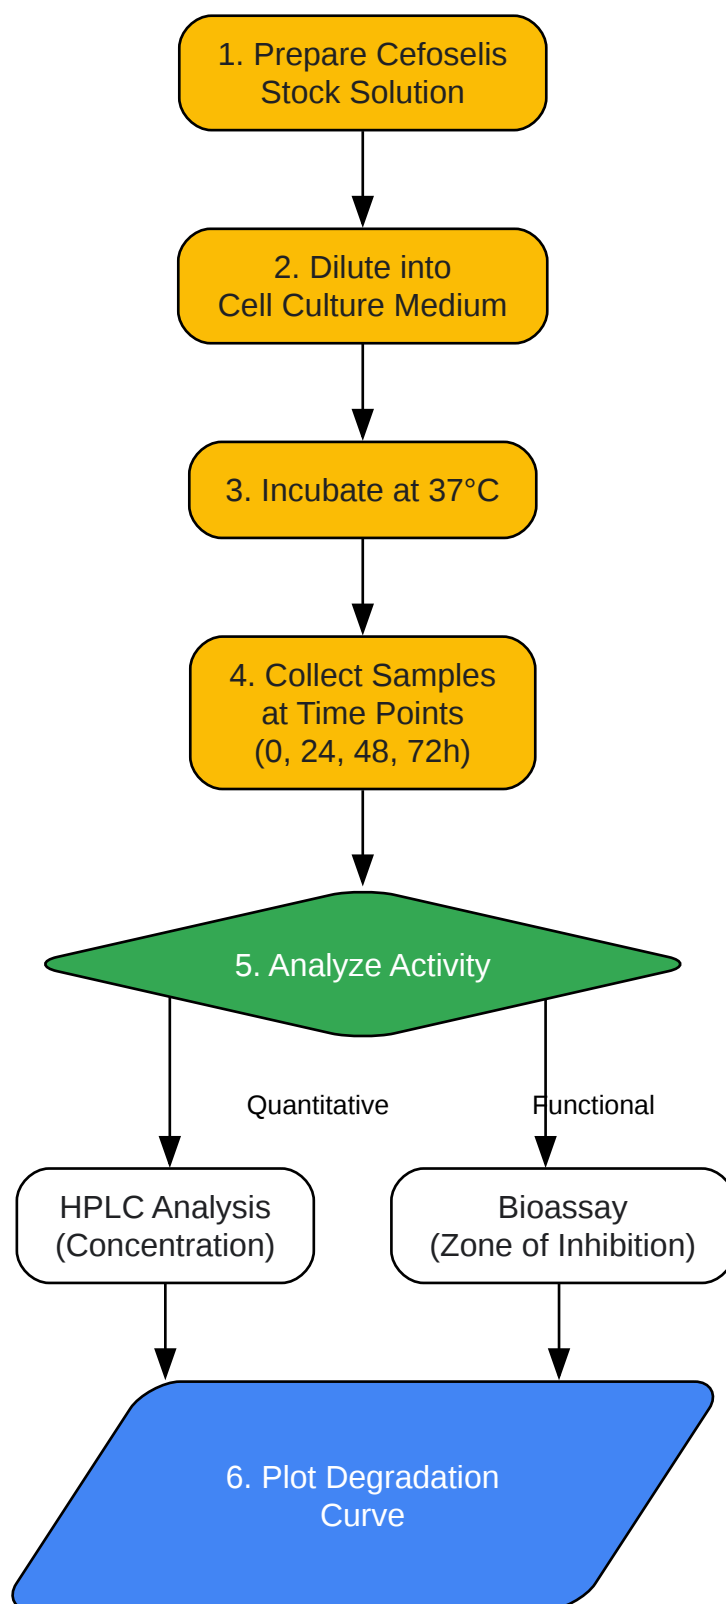 1. Prepare Cefoselis
Stock Solution
2. Dilute into
Cell Culture Medium
3. Incubate at 37°C
4. Collect Samples
at Time Points
(0, 24, 48, 72h)
5. Analyze Activity
Quantitative
Functional
HPLC Analysis
(Concentration)
Bioassay
(Zone of Inhibition)
6. Plot Degradation
Curve